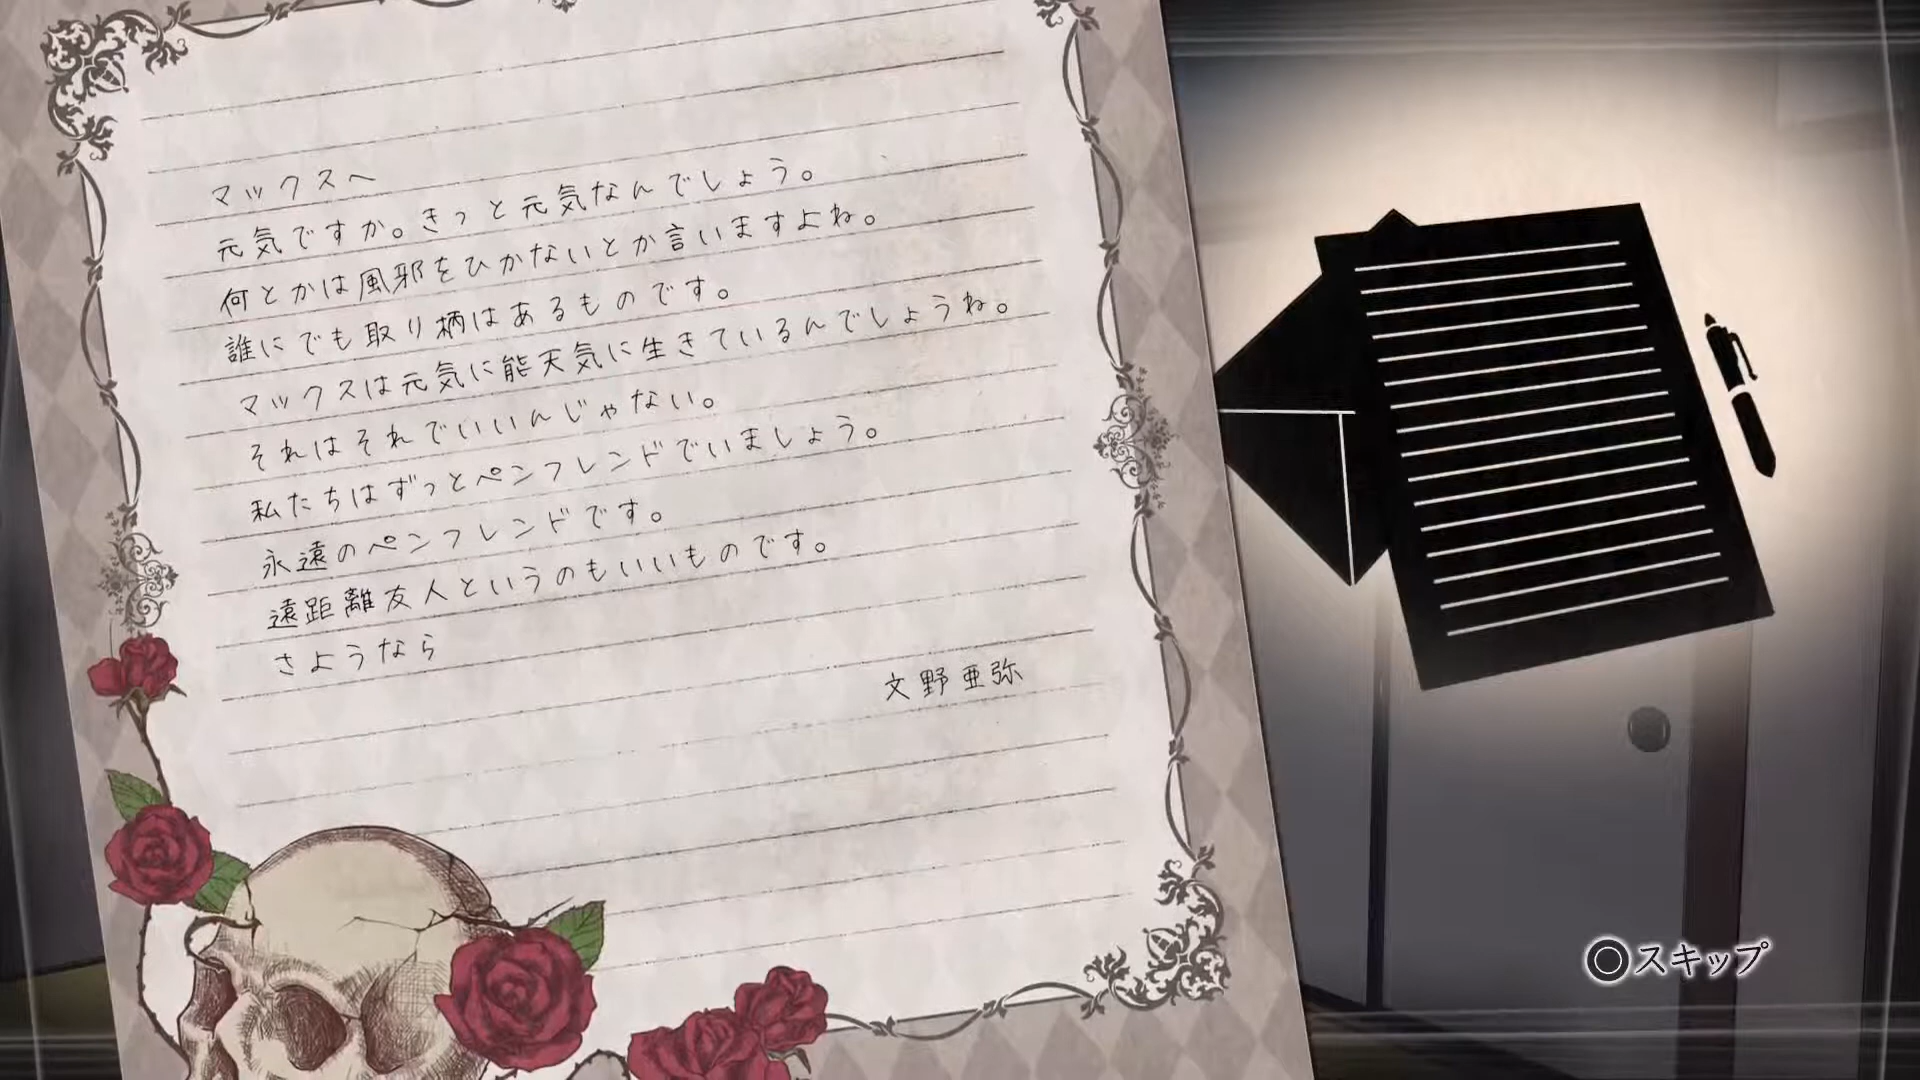 マックスへ
元気ですか。きっと元気なんでしょう。
何とかは風邪をひかないとか言いますよね。
誰にでも取り柄はあるものです。
マックスは元気に能天気に生きているんでしょうね。
それはそれでいいんじゃない。
私たちはずっとペンフレンドでいましょう。
永遠のペンフレンドです。
遠距離友人というのもいいものです。
さようなら
文野亜弥
スキップ